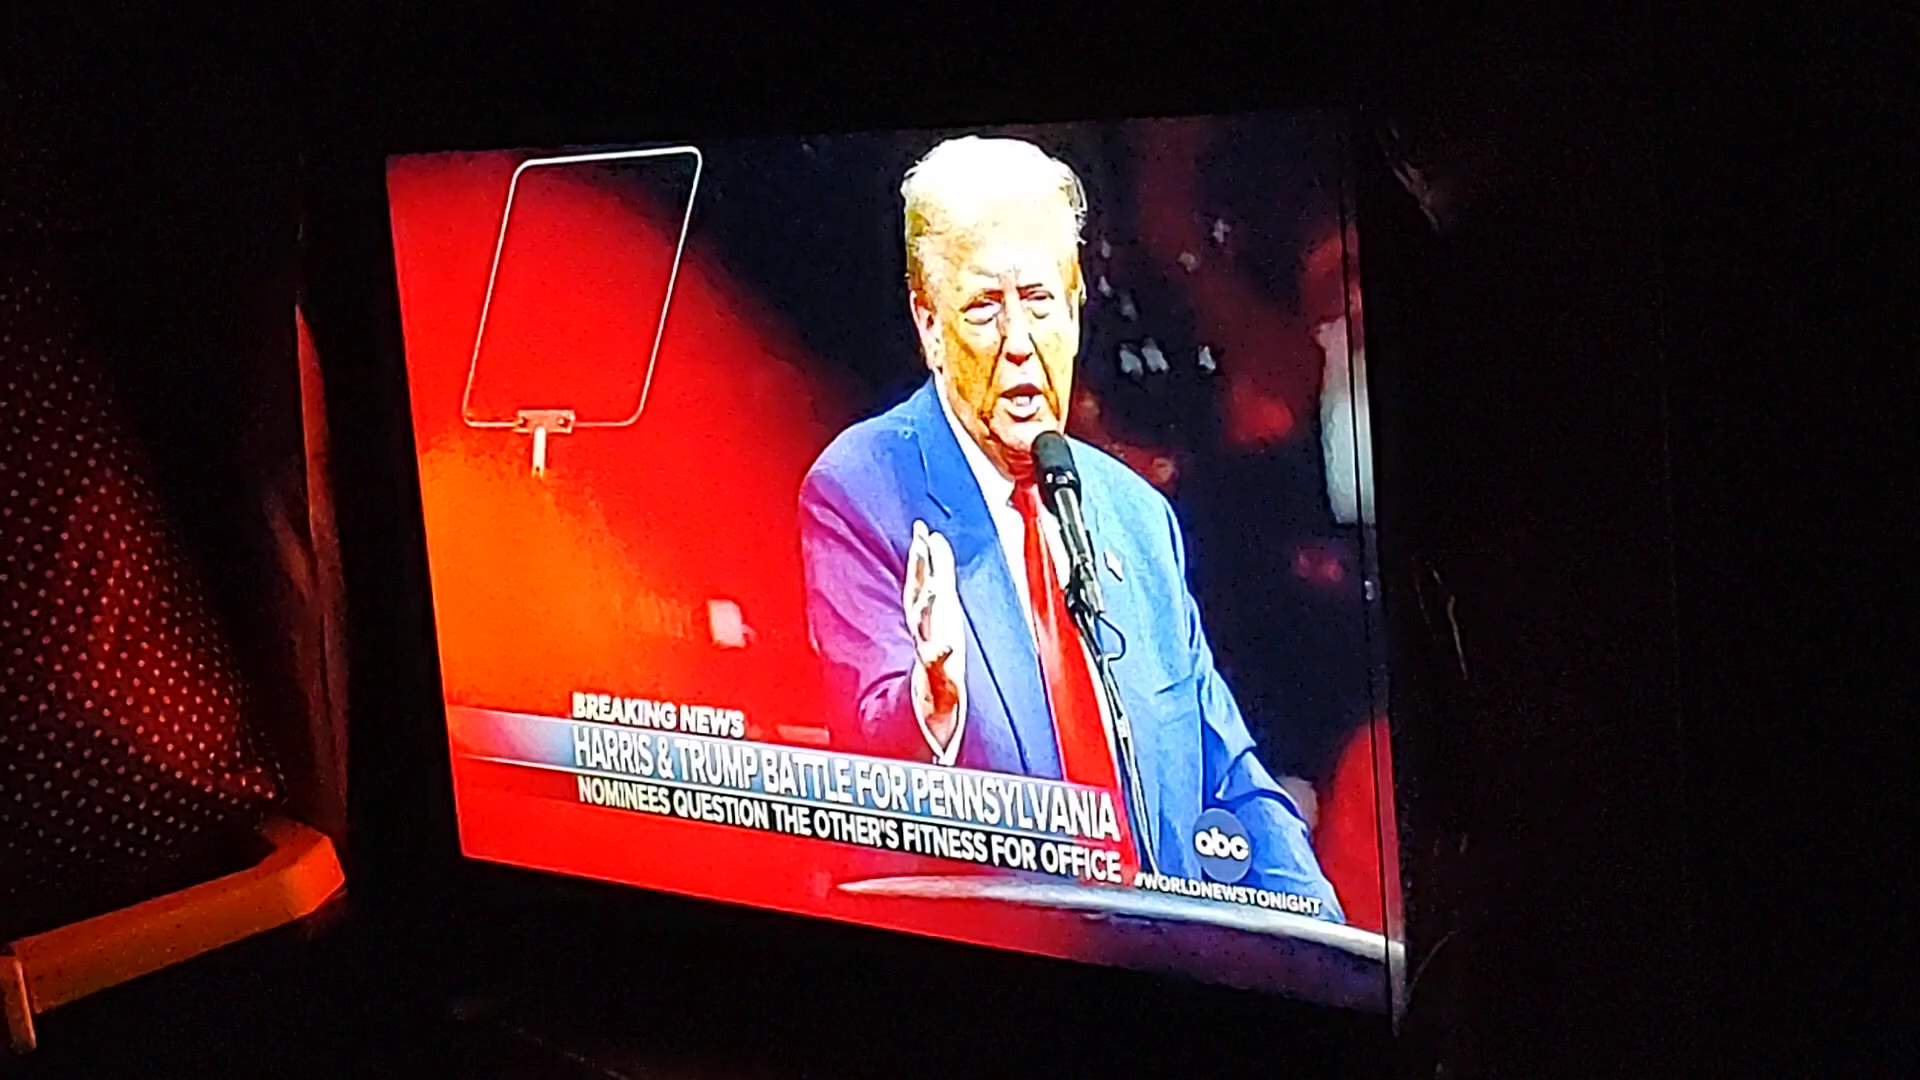 BREAKING NEWS
HARRIS & TRUMP BATTLE FOR PENNSYLVANIA
NOMINEES QUESTION THE OTHER'S FITNESS FOR OFFICE
abc
#WORLDNEWSTONIGHT